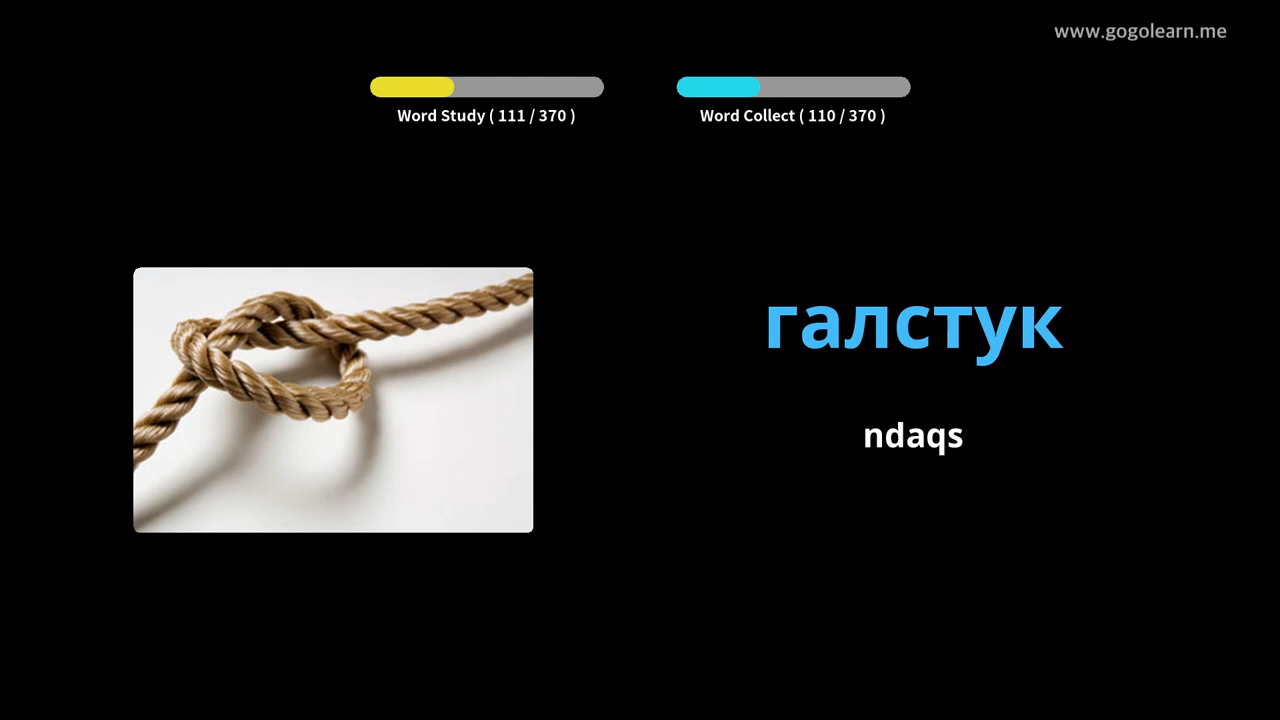 www.gogolearn.me
Word Study ( 111 / 370 )
Word Collect ( 110 / 370 )
галстук
ndaqs